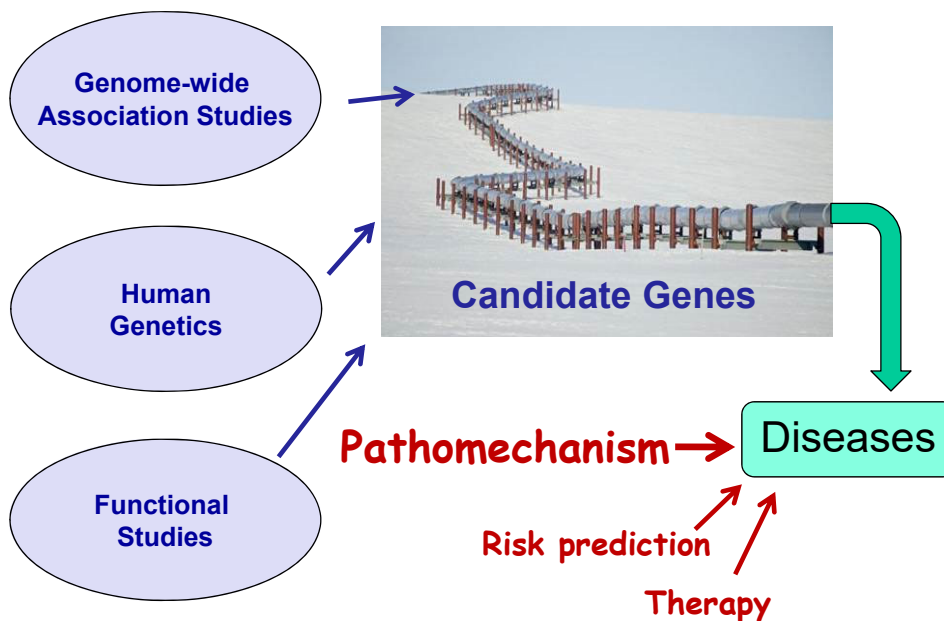 Genome-wide
Association Studies
Human
Genetics
Functional
Studies
Candidate Genes
Diseases
Pathomechanism
Risk prediction
Therapy